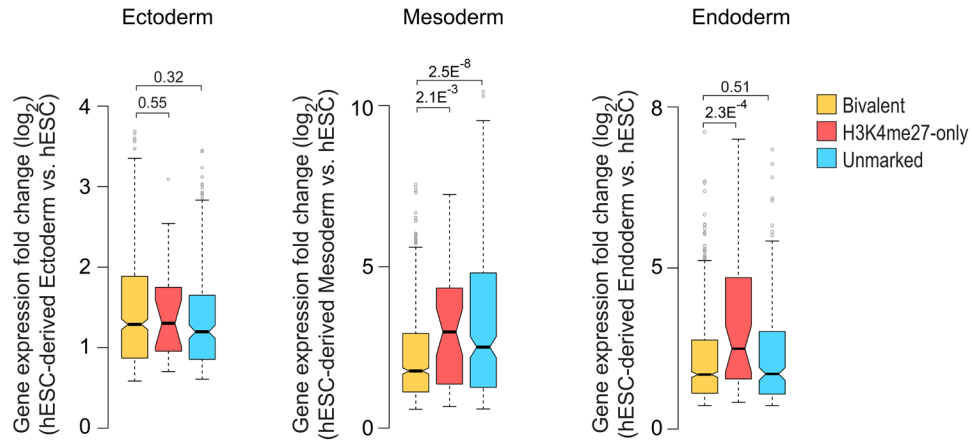 Ectoderm
Mesoderm
Endoderm
Gene expression fold change (log2)
(hESC-derived Ectoderm vs. hESC)
4
3
2
1
0
0.32
0.55
Gene expression fold change (log2)
(hESC-derived Mesoderm vs. hESC)
10
5
0
2.5E-8
2.1E-3
Gene expression fold change (log2)
(hESC-derived Endoderm vs. hESC)
8
5
0
0.51
2.3E-4
Bivalent
H3K4me27-only
Unmarked